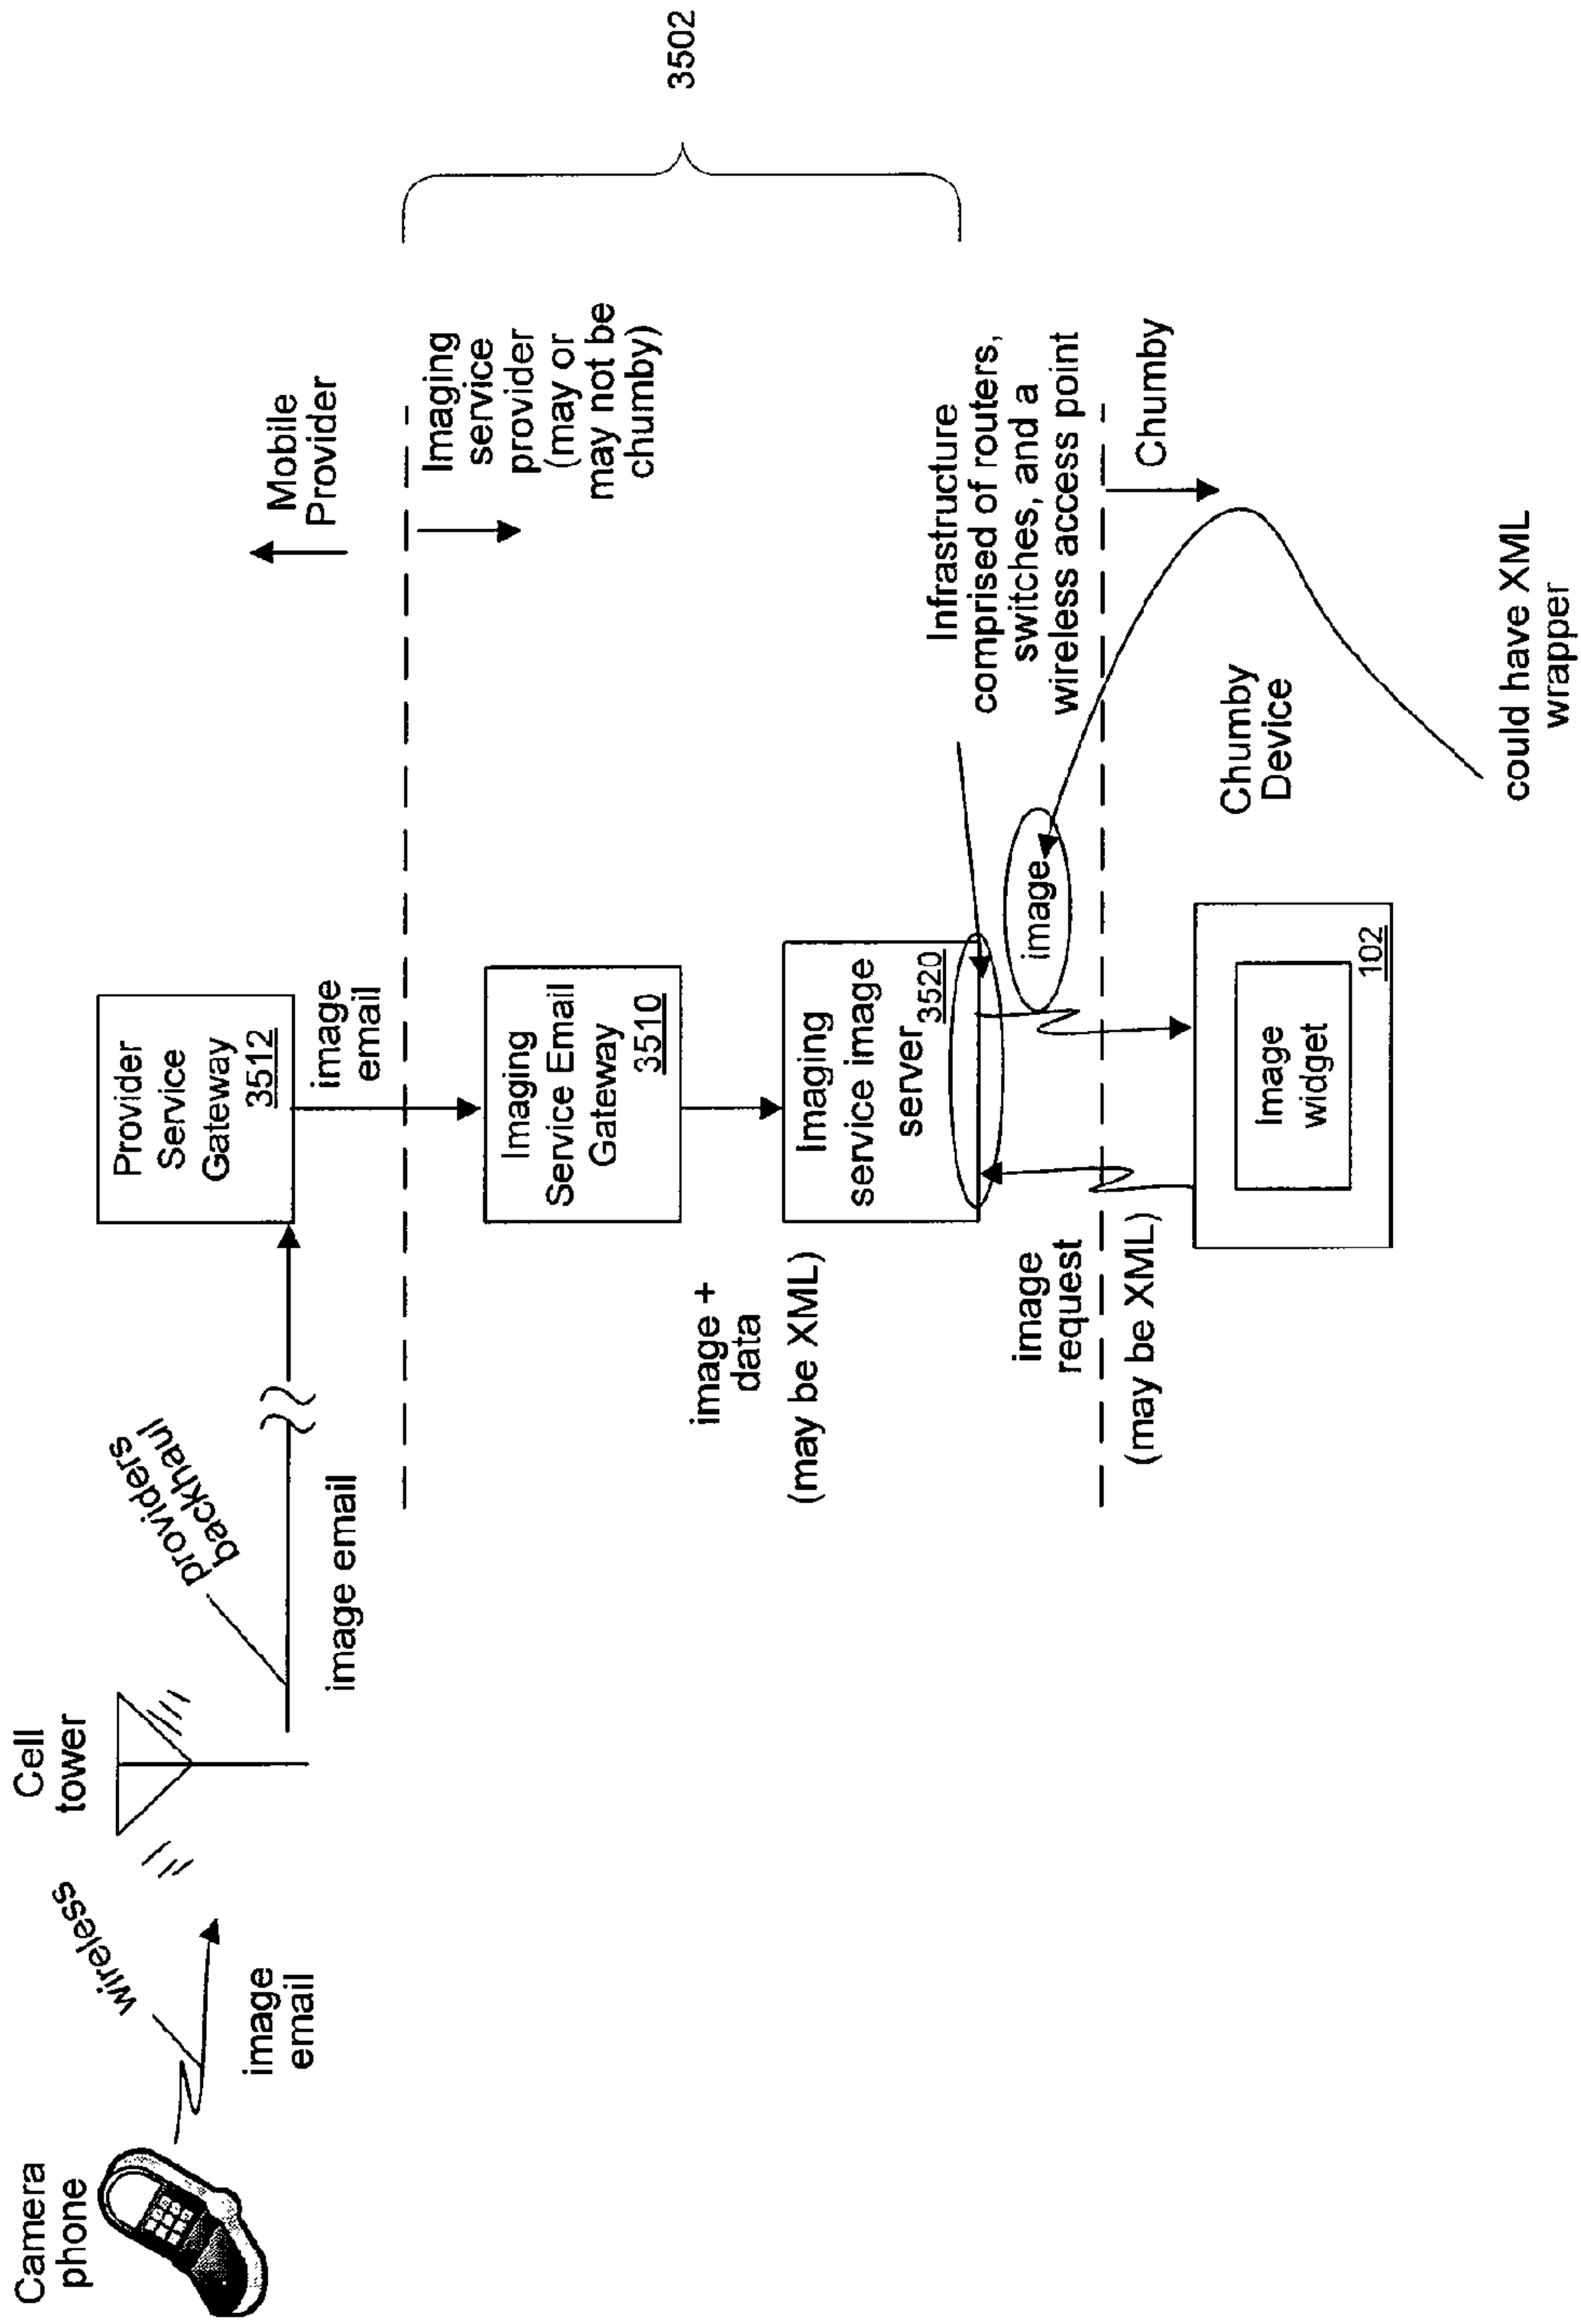 Camera
phone
wireless
image
email
Cell
tower
providers
backhaul
image email
Provider
Service
Gateway
3512
image
email
Mobile
Provider
Imaging
service
provider
(may or
may not be
chumby)
3502
Imaging
Service Email
Gateway
3510
image +
data
(may be XML)
Imaging
service image
server
3520
Infrastructure
comprised of routers,
switches, and a
wireless access point
image
image
request
(may be XML)
Chumby
Chumby
Device
Image
widget
102
could have XML
wrapper